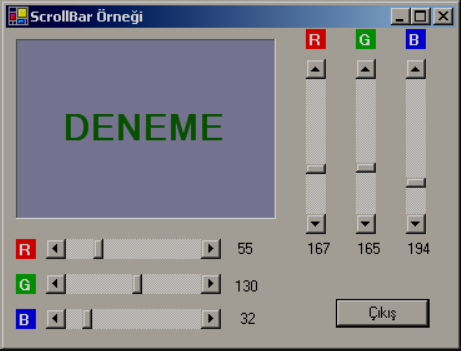 ScrollBar Örneği
R G B
DENEME
167 165 194
R 55
G 130
B 32
Çıkış